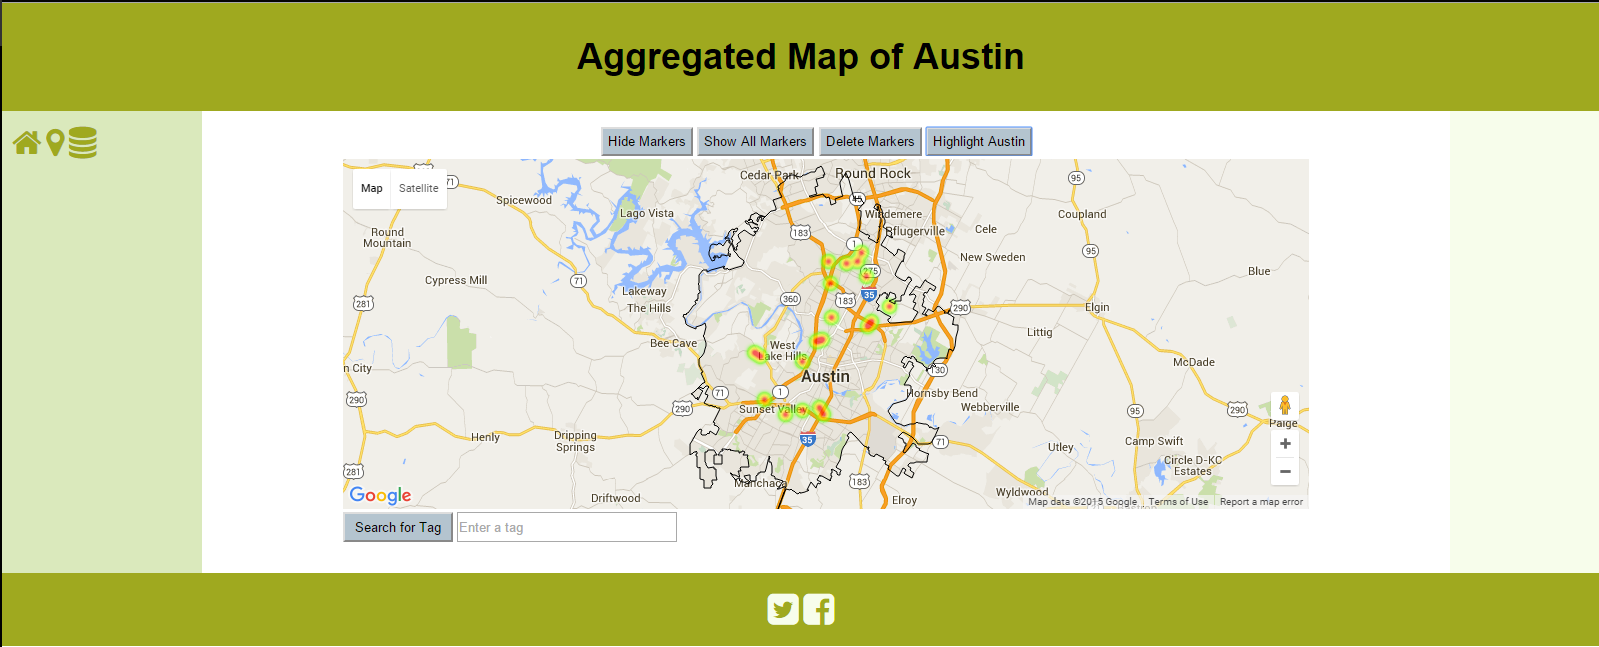 Aggregated Map of Austin
Hide Markers Show All Markers Delete Markers Highlight Austin
Map Satellite
71
Cedar Park
Round Rock
95
Spicewood
45
Lago Vista
Windemere
Coupland
Round
Mountain
183
Pflugerville
Cele
1
95
New Sweden
275
Blue
Cypress Mill
71
Lakeway
The Hills
360
183
35
281
290
Elgin
Littig
Bee Cave
West
Lake Hills
McDade
n City
Austin
130
71
1
Hornsby Bend
290
290
Sunset Valley
Webberville
95
290
Paige
Henly
Dripping
Springs
35
71
Utley
Camp Swift
Circle D-KC
Estates
281
Manchaca
183
Driftwood
Elroy
Wyldwood
Google
Map data ©2015 Google Terms of Use Report a map error
Search for Tag Enter a tag